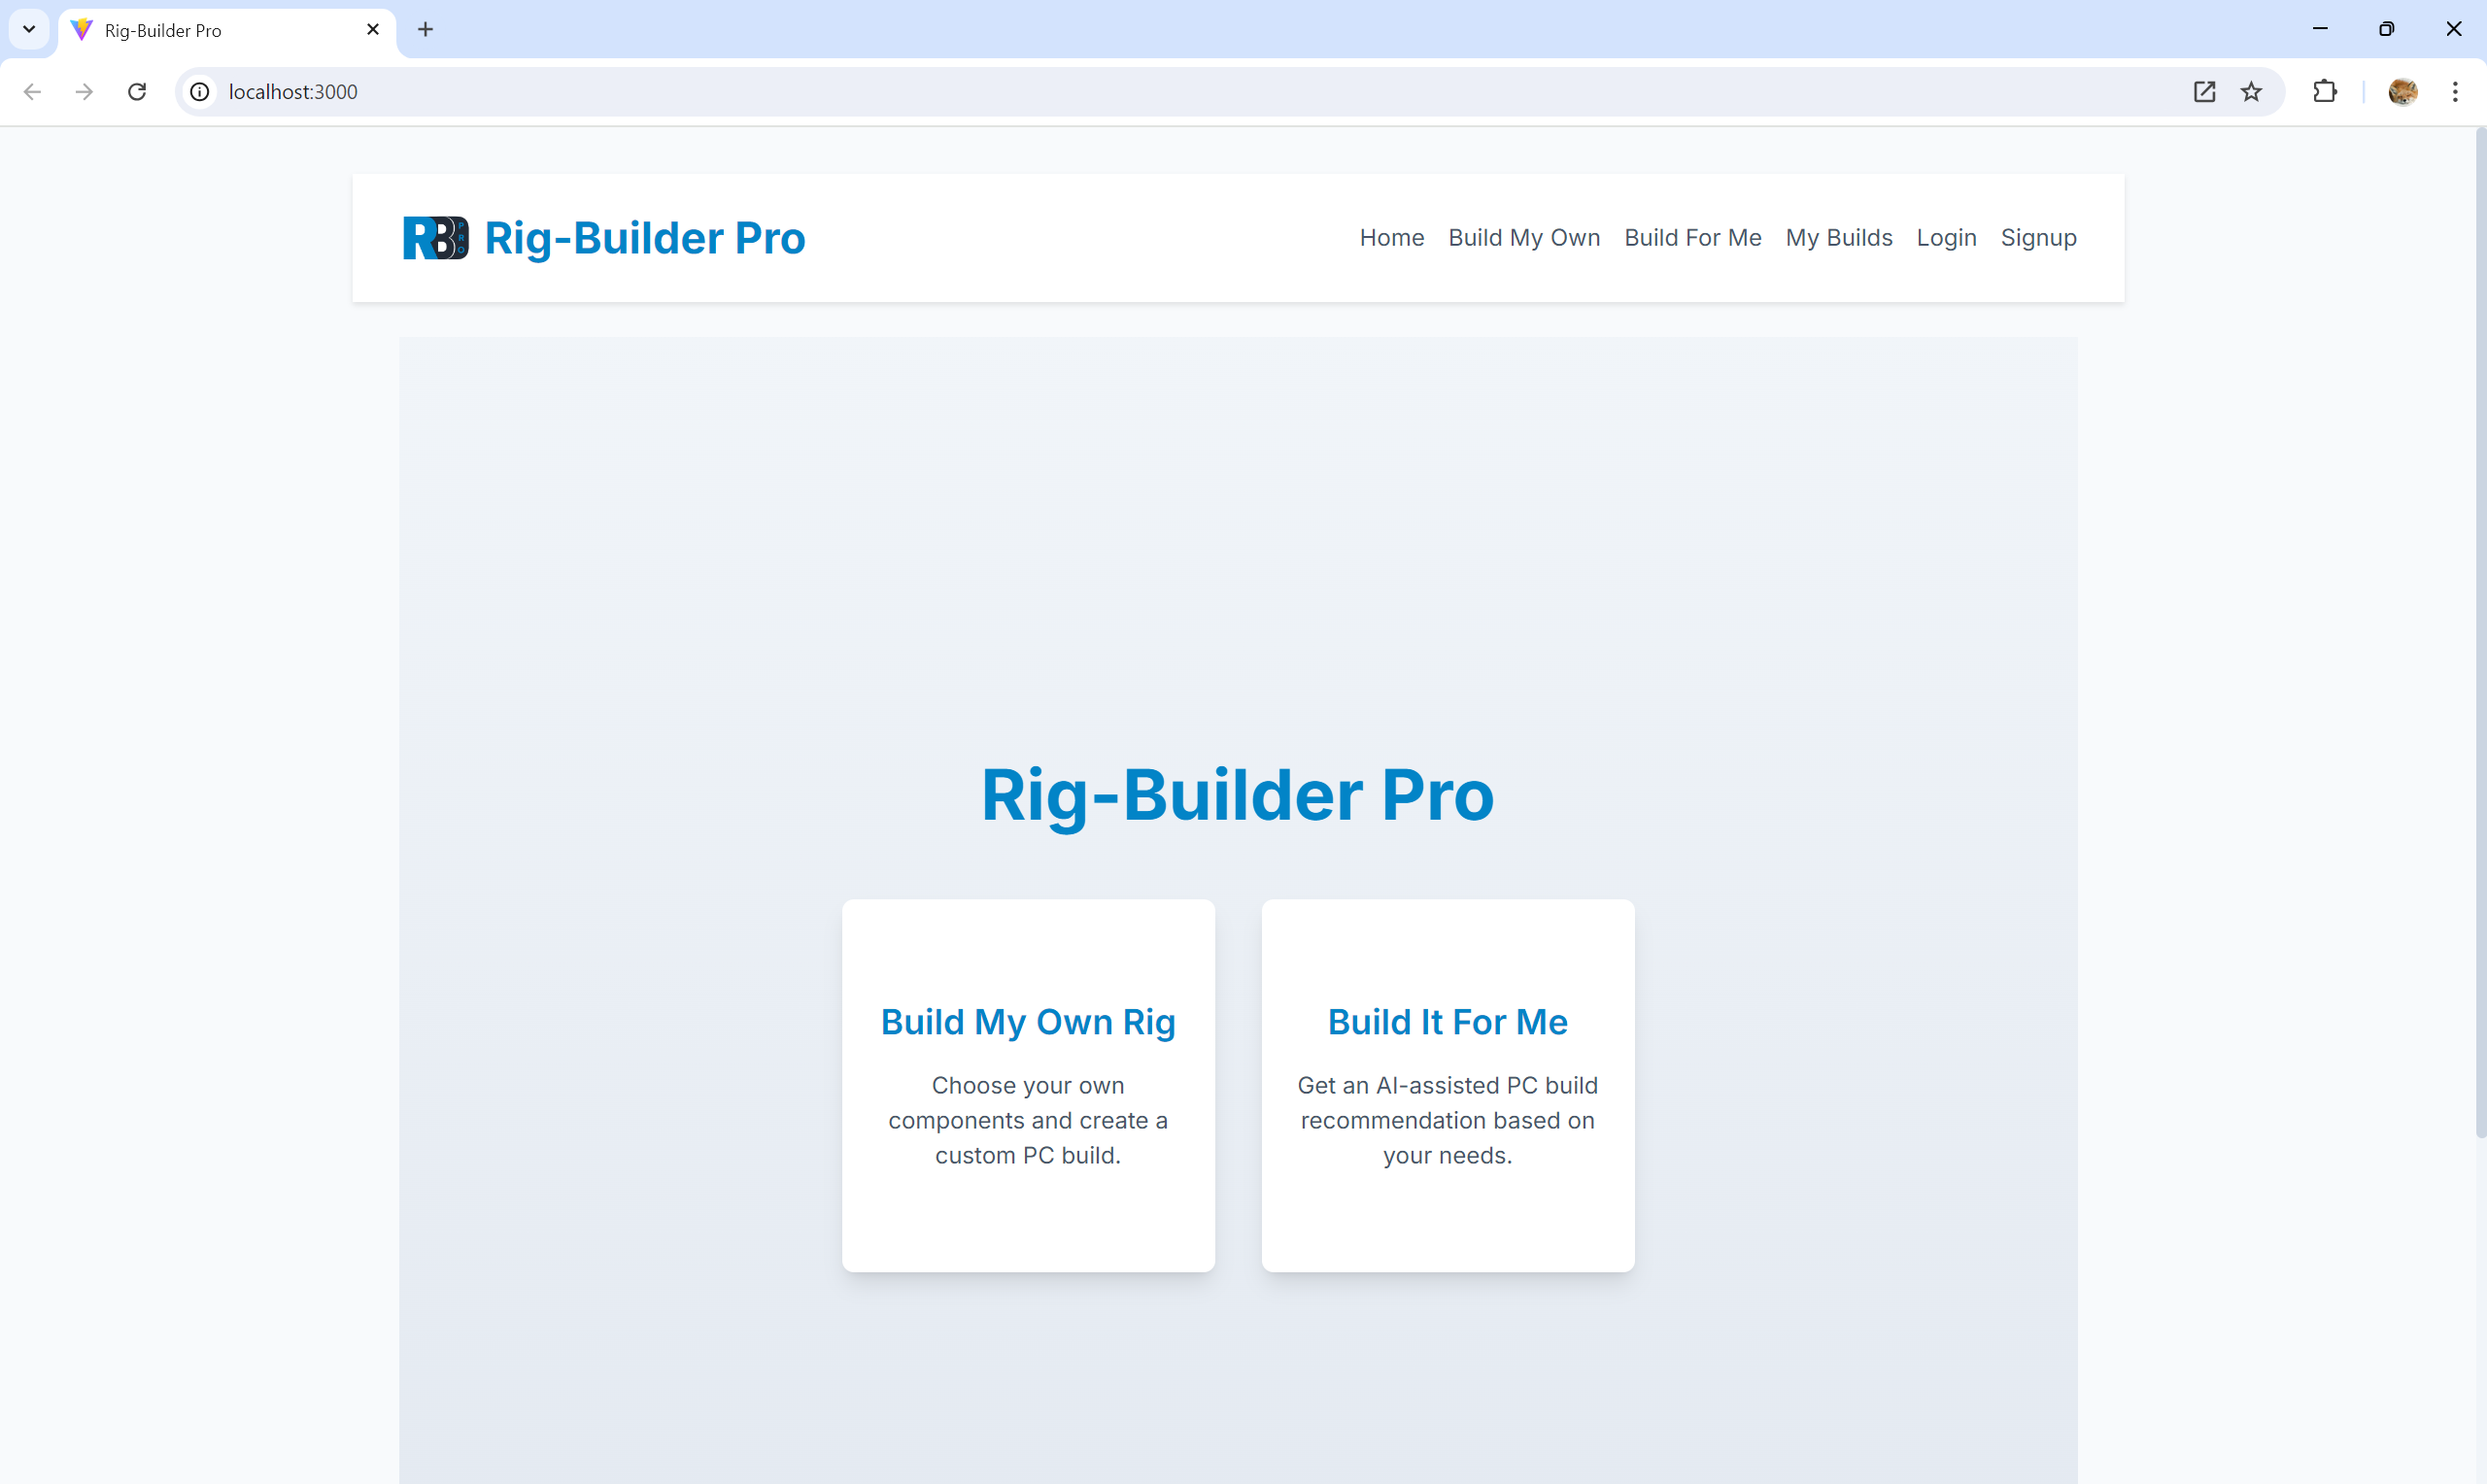 Rig-Builder Pro
localhost:3000
RB PRO Rig-Builder Pro
Home Build My Own Build For Me My Builds Login Signup
Rig-Builder Pro
Build My Own Rig
Choose your own
components and create a
custom PC build.
Build It For Me
Get an AI-assisted PC build
recommendation based on
your needs.